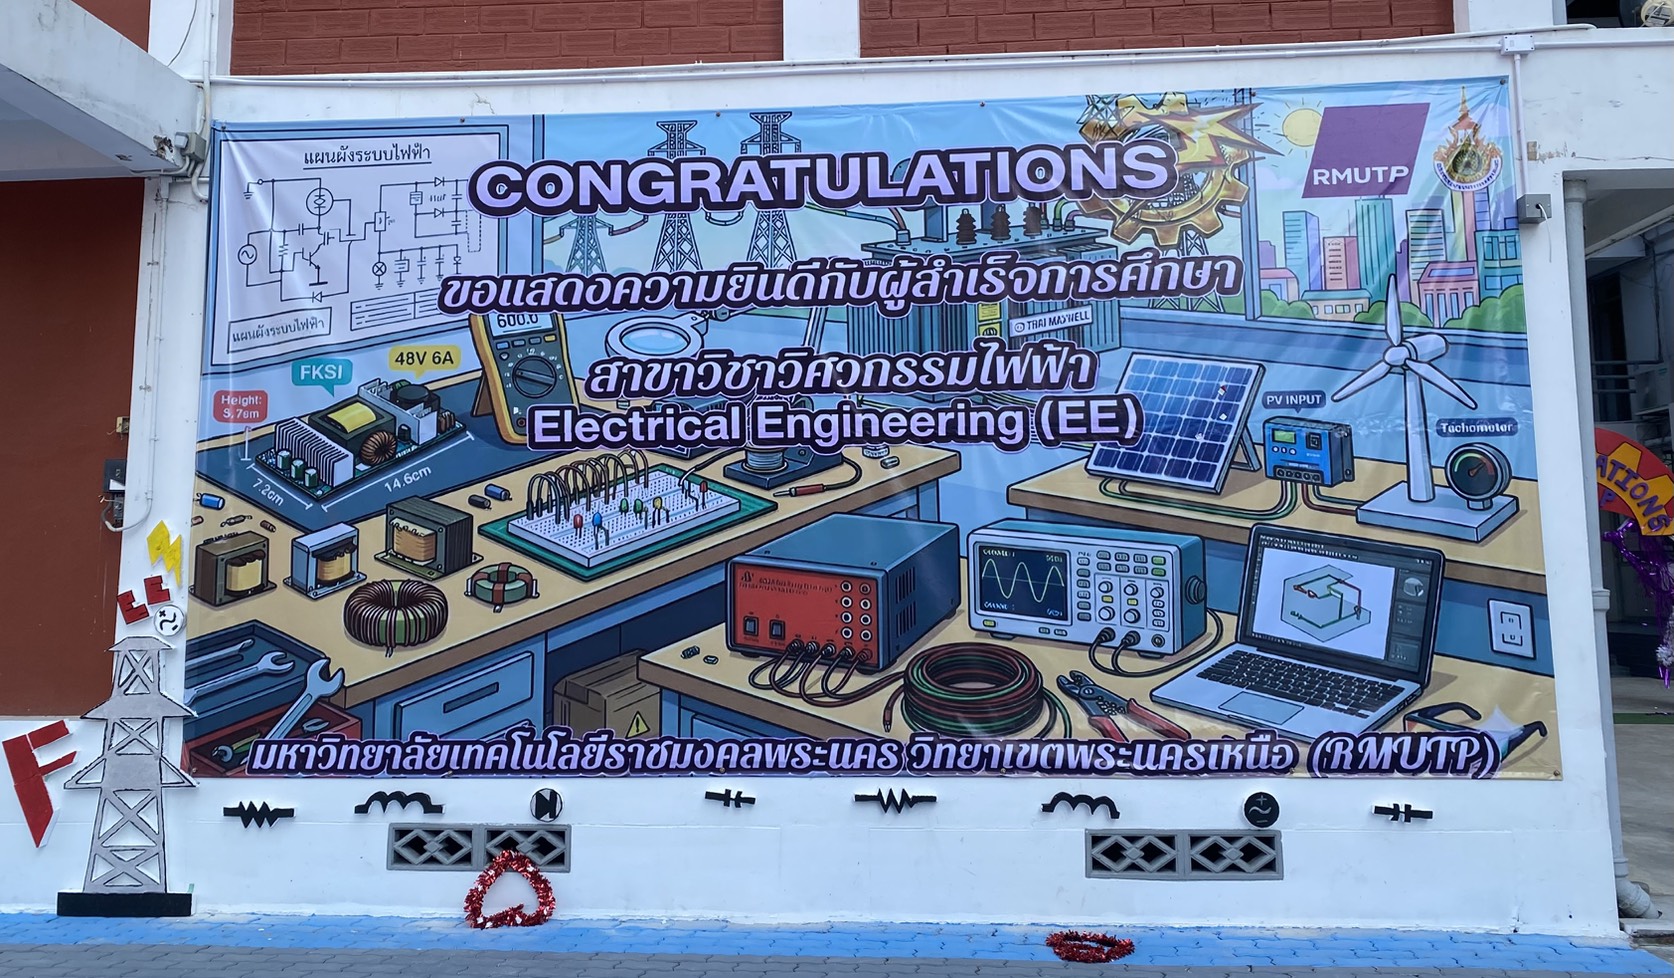 แผนผังระบบไฟฟ้า
CONGRATULATIONS
RMUTP
ขอแสดงความยินดีกับผู้สำเร็จการศึกษา
แผนผังระบบไฟฟ้า
600.0
THAI MAXWELL
สาขาวิชาวิศวกรรมไฟฟ้า
Electrical Engineering (EE)
48V 6A
FKSI
Height:
7.2cm
14.6cm
PV INPUT
Tachometer
มหาวิทยาลัยเทคโนโลยีราชมงคลพระนคร วิทยาเขตพระนครเหนือ (RMUTP)
EE
F
ATIONS